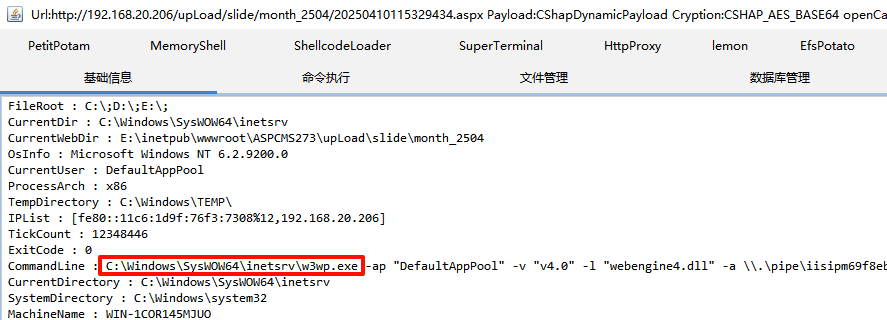 Url:http://192.168.20.206/upLoad/slide/month_2504/20250410115329434.aspx Payload:CShapDynamicPayload Cryption:CSHAP_AES_BASE64 openCa
PetitPotam MemoryShell ShellcodeLoader SuperTerminal HttpProxy lemon EfsPotato
基础信息 命令执行 文件管理 数据库管理
FileRoot : C:\;D:\;E:\;
CurrentDir : C:\Windows\SysWOW64\inetsrv
CurrentWebDir : E:\inetpub\wwwroot\ASPCMS273\upLoad\slide\month_2504
OsInfo : Microsoft Windows NT 6.2.9200.0
CurrentUser : DefaultAppPool
ProcessArch : x86
TempDirectory : C:\Windows\TEMP\
IPList : [fe80::11c6:1d9f:76f3:7308%12,192.168.20.206]
TickCount : 12348446
ExitCode : 0
CommandLine : C:\Windows\SysWOW64\inetsrv\w3wp.exe -ap "DefaultAppPool" -v "v4.0" -l "webengine4.dll" -a \\.\pipe\iisipm69f8eb
CurrentDirectory : C:\Windows\SysWOW64\inetsrv
SystemDirectory : C:\Windows\system32
MachineName : WIN-1COR145MJUO